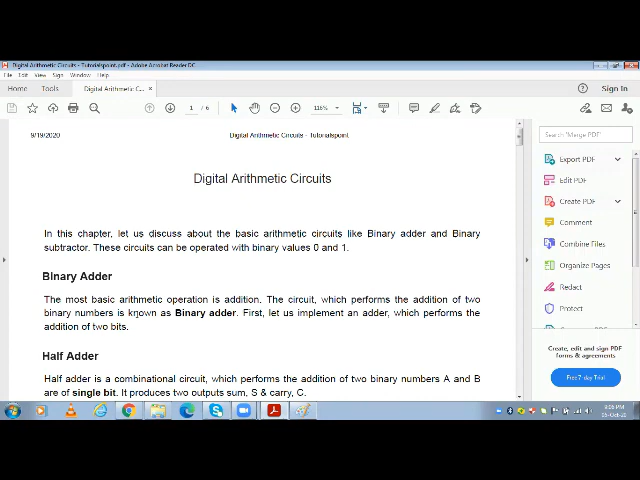 Digital Arithmetic Circuits - Tutorialspoint.pdf - Adobe Acrobat Reader DC
File Edit View Sign Window Help
Home Tools Digital Arithmetic C... × Sign In
1 / 6 116%
9/19/2020 Digital Arithmetic Circuits - Tutorialspoint
Digital Arithmetic Circuits
In this chapter, let us discuss about the basic arithmetic circuits like Binary adder and Binary
subtractor. These circuits can be operated with binary values 0 and 1.
Binary Adder
The most basic arithmetic operation is addition. The circuit, which performs the addition of two
binary numbers is known as Binary adder. First, let us implement an adder, which performs the
addition of two bits.
Half Adder
Half adder is a combinational circuit, which performs the addition of two binary numbers A and B
are of single bit. It produces two outputs sum, S & carry, C.
Search 'Merge PDF'
Export PDF
Edit PDF
Create PDF
Comment
Combine Files
Organize Pages
Redact
Protect
Create, edit and sign PDF
forms & agreements
Free 7-day Trial